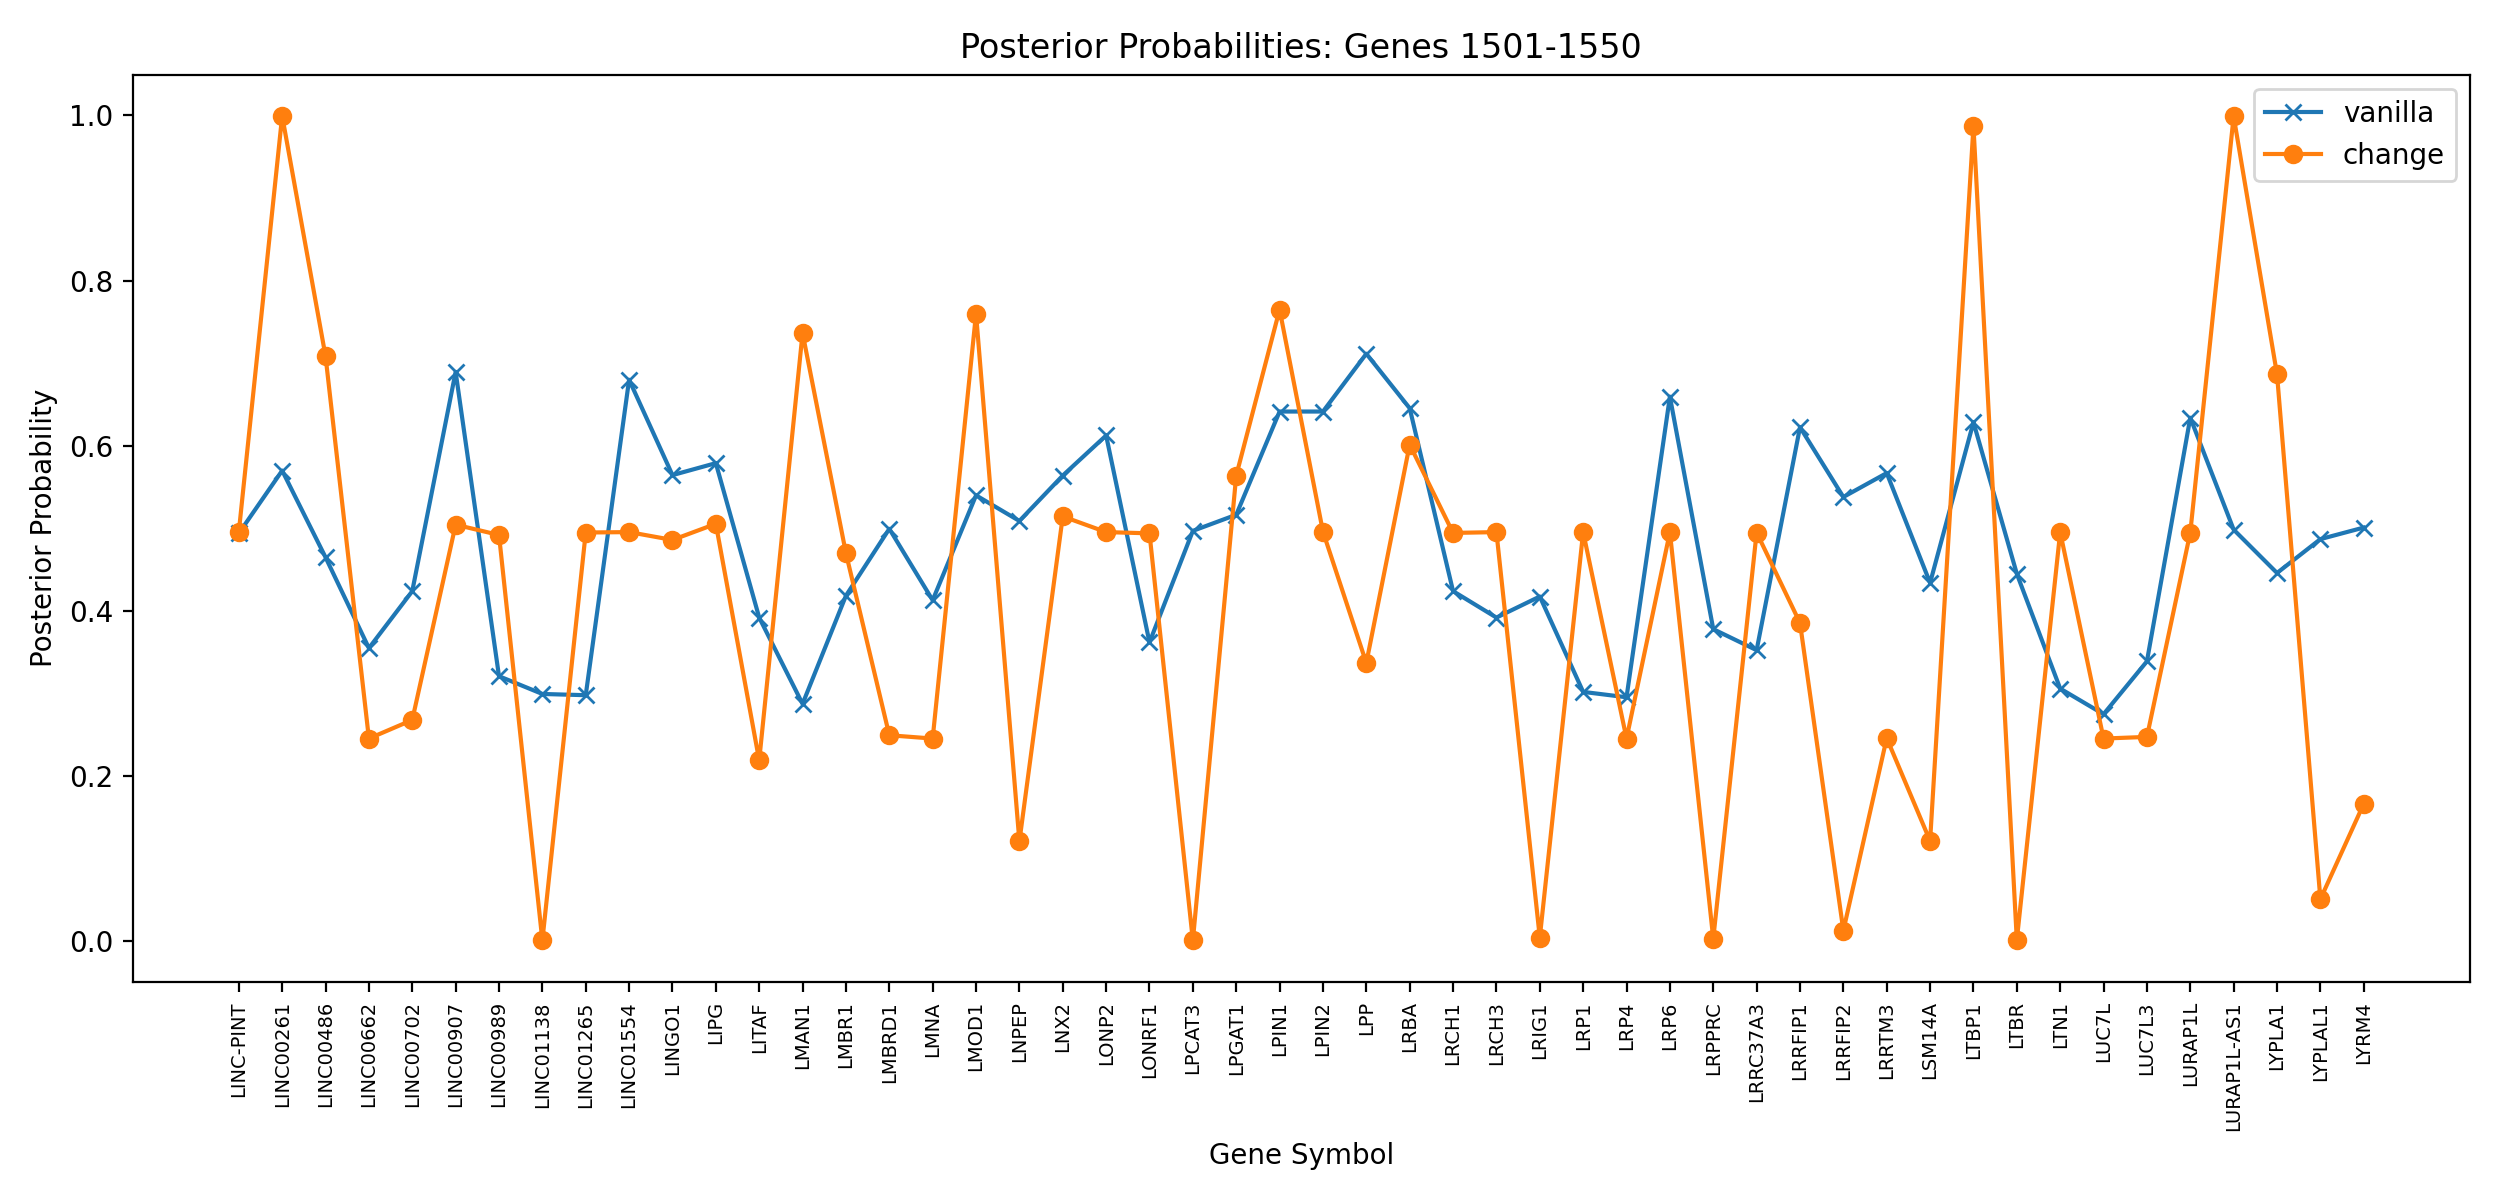 Posterior Probabilities: Genes 1501-1550
vanilla
change
Posterior Probability
1.0
0.8
0.6
0.4
0.2
0.0
LINC-PINT
LINC00261
LINC00486
LINC00662
LINC00702
LINC00907
LINC00989
LINC01138
LINC01265
LINC01554
LINGO1
LIPG
LITAF
LMAN1
LMBR1
LMBRD1
LMNA
LMOD1
LNPEP
LNX2
LONP2
LONRF1
LPCAT3
LPGAT1
LPIN1
LPIN2
LPP
LRBA
LRCH1
LRCH3
LRIG1
LRP1
LRP4
LRP6
LRPPRC
LRRC37A3
LRRFIP1
LRRFIP2
LRRTM3
LSM14A
LTBP1
LTBR
LTN1
LUC7L
LUC7L3
LURAP1L
LURAP1L-AS1
LYPLA1
LYPLAL1
LYRM4
Gene Symbol